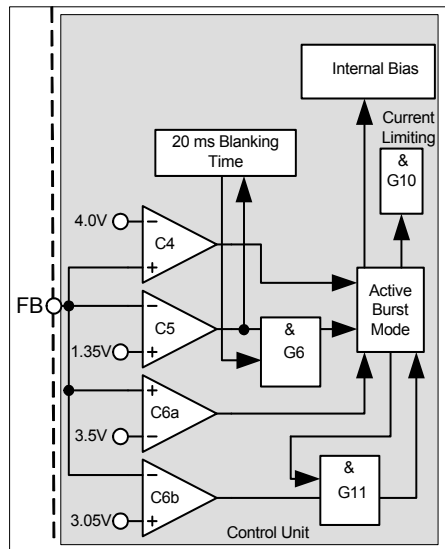 Internal Bias
Current
Limiting
20 ms Blanking
Time
&
G10
4.0V
−
C4
+
FB
−
C5
+
1.35V
&
G6
Active
Burst
Mode
+
C6a
−
3.5V
−
C6b
+
3.05V
&
G11
Control Unit